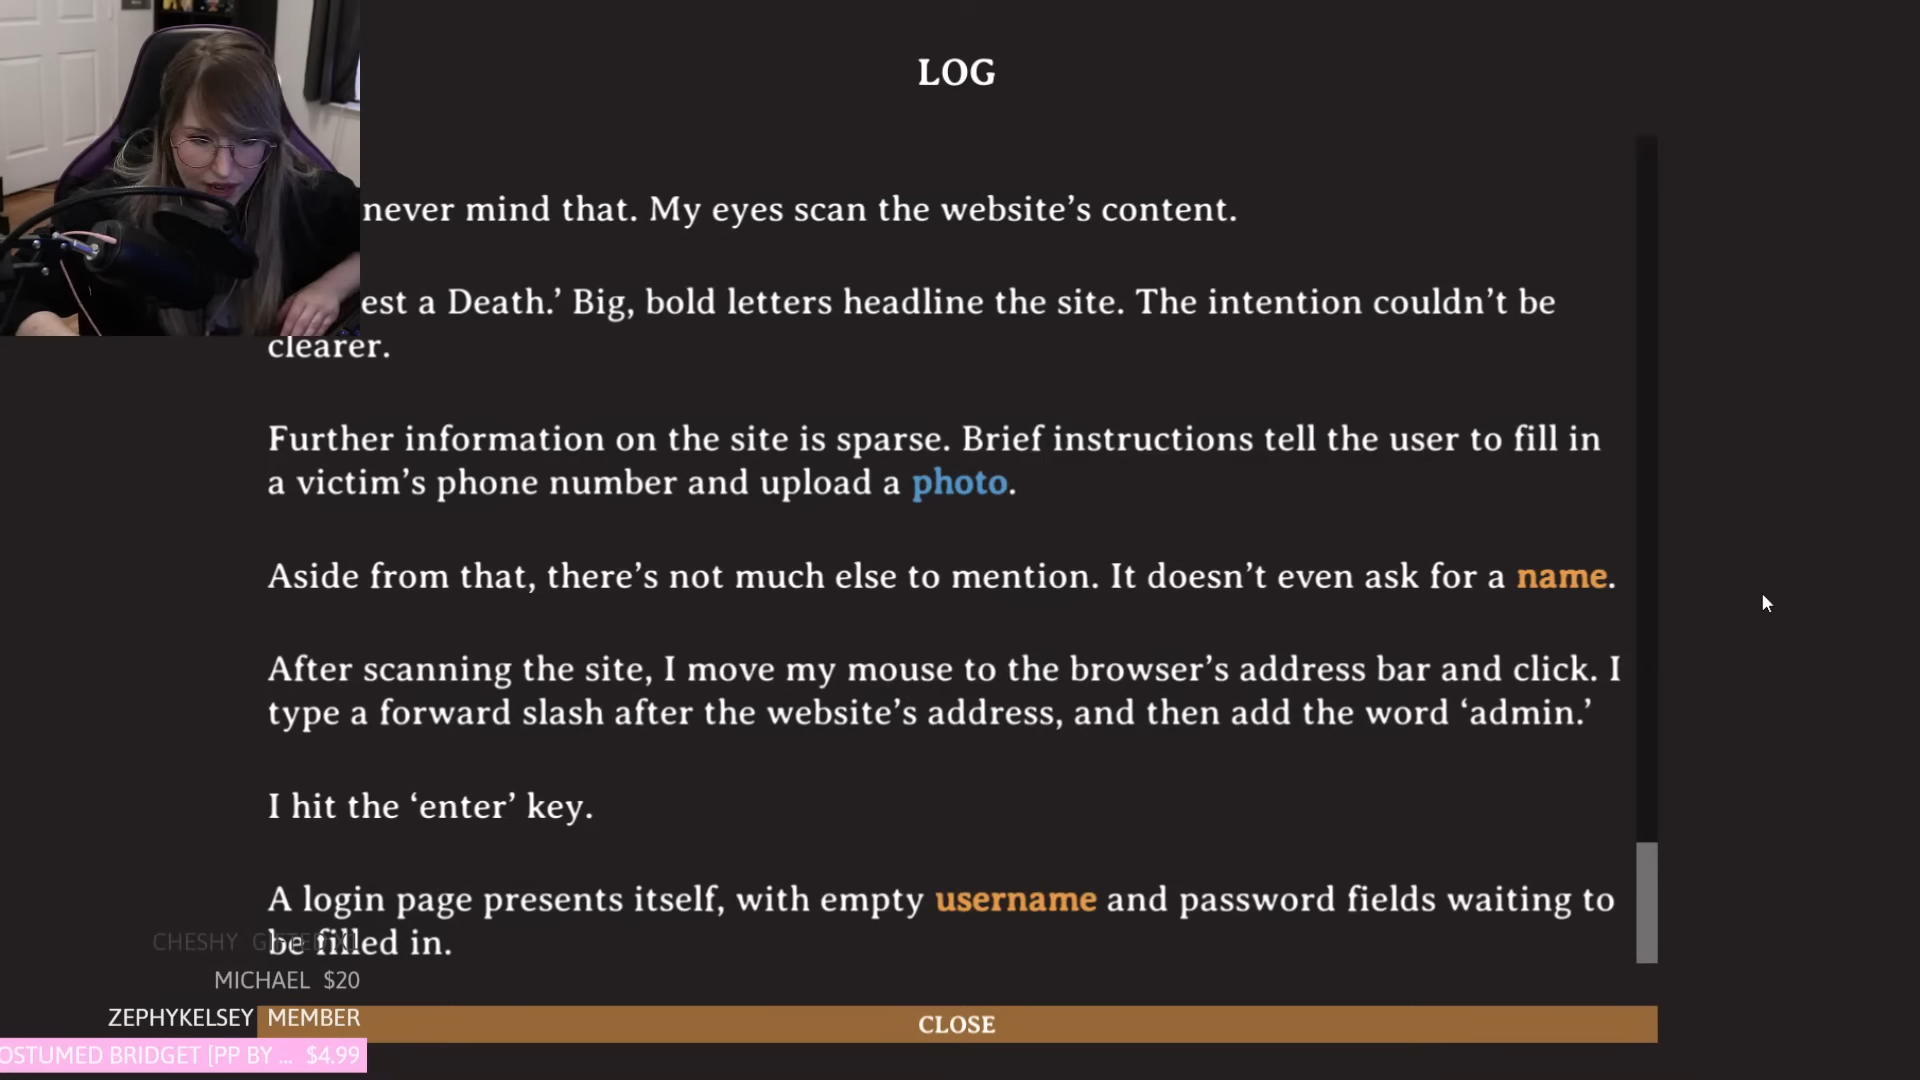 LOG
never mind that. My eyes scan the website's content.
est a Death.' Big, bold letters headline the site. The intention couldn't be
clearer.
Further information on the site is sparse. Brief instructions tell the user to fill in
a victim's phone number and upload a photo.
Aside from that, there's not much else to mention. It doesn't even ask for a name.
After scanning the site, I move my mouse to the browser's address bar and click. I
type a forward slash after the website's address, and then add the word 'admin.'
I hit the 'enter' key.
A login page presents itself, with empty username and password fields waiting to
be filled in.
CHESHY GIFTED X1
MICHAEL $20
ZEPHYKELSEY MEMBER
OSTUMED BRIDGET [PP BY ... $4.99
CLOSE